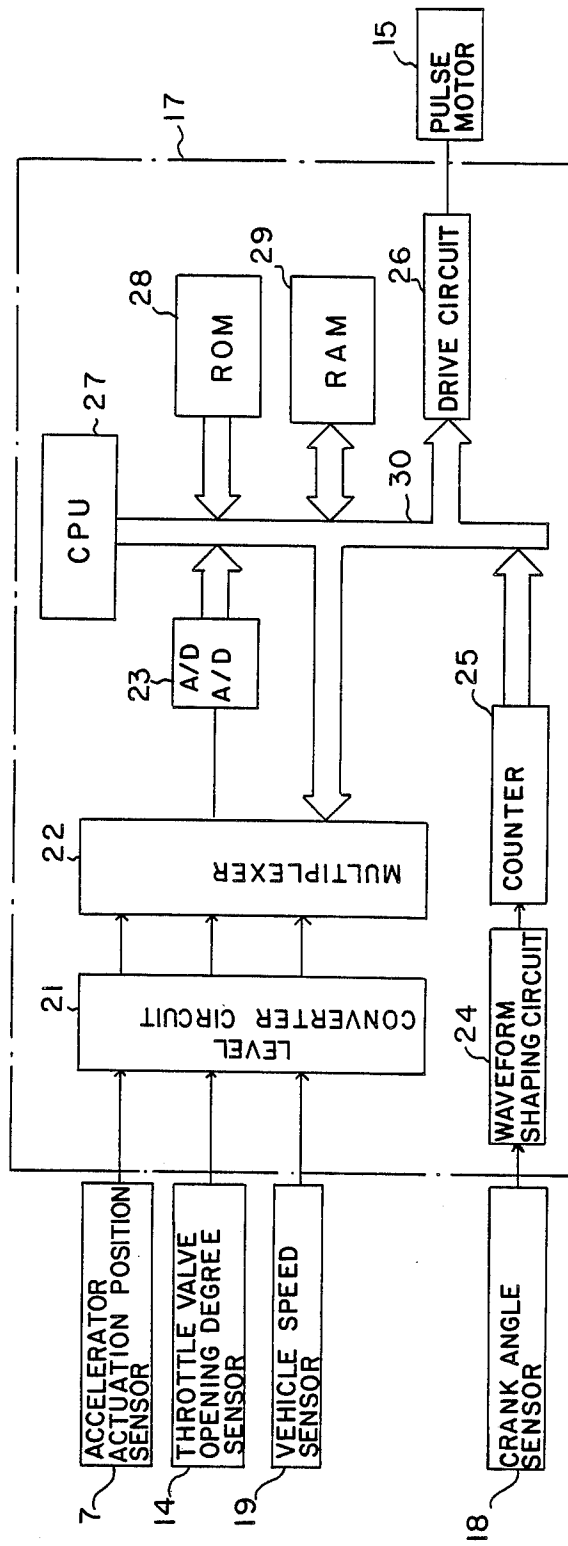 7
ACCELERATOR
ACTUATION POSITION
SENSOR
14
THROTTLE VALVE
OPENING DEGREE
SENSOR
19
VEHICLE SPEED
SENSOR
18
CRANK ANGLE
SENSOR
21
LEVEL
CONVERTER CIRCUIT
22
MULTIPLEXER
23
A/D
A/D
24
WAVEFORM
SHAPING CIRCUIT
25
COUNTER
CPU
27
28
ROM
29
RAM
30
26
DRIVE CIRCUIT
17
15
PULSE
MOTOR